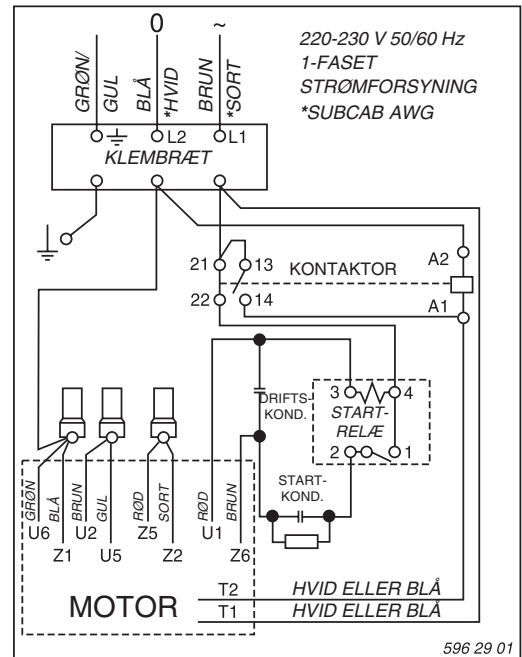 0 ~
220-230 V 50/60 Hz
1-FASET
STRØMFORSYNING
*SUBCAB AWG
GRØN/
GUL
BLÅ
*HVID
BRUN
*SORT
L2 L1
KLEMBRÆT
21 13
KONTAKTOR
A2
22 14
A1
DRIFTS-
KOND.
3 4
START-
RELÆ
2 1
START-
KOND.
GRØN
BLÅ
BRUN
GUL
RØD
SORT
RØD
BRUN
U6 U2 Z5 U1
Z1 U5 Z2 Z6
T2 HVID ELLER BLÅ
MOTOR
T1 HVID ELLER BLÅ
596 29 01